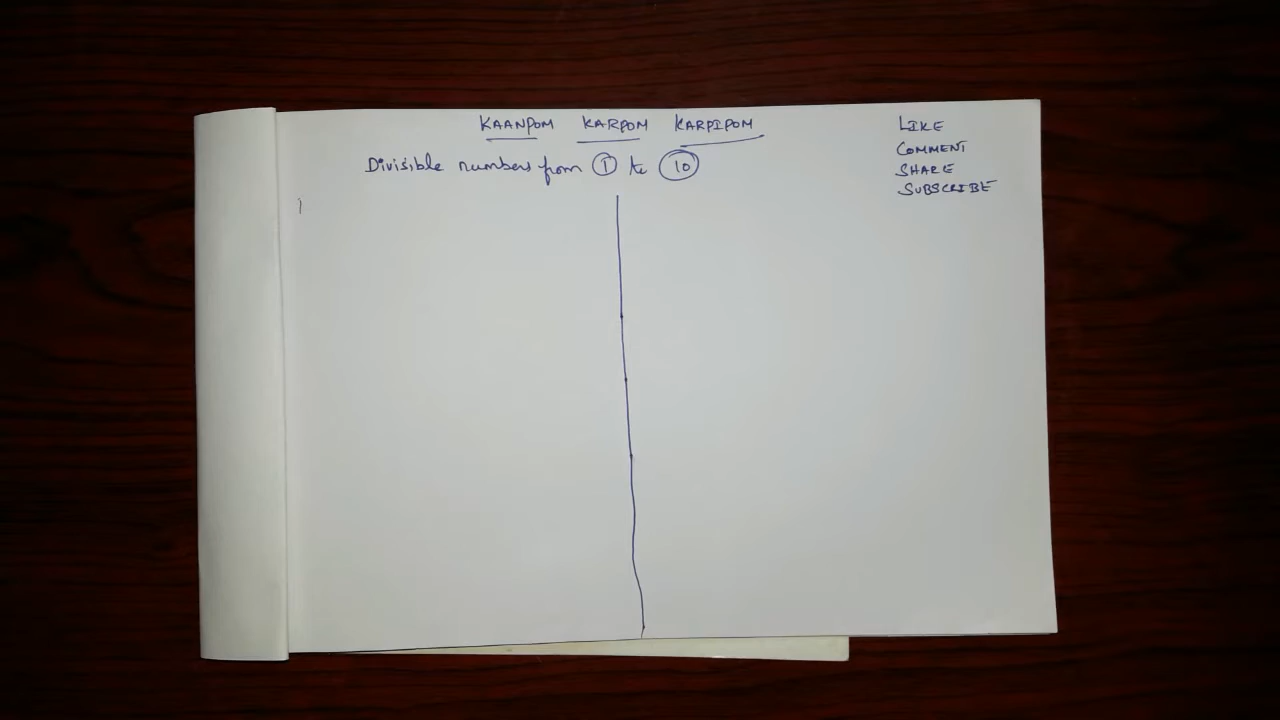 KAANPOM KARPOM KARPIPOM
Divisible numbers from 1 to 10
LIKE
COMMENT
SHARE
SUBSCRIBE